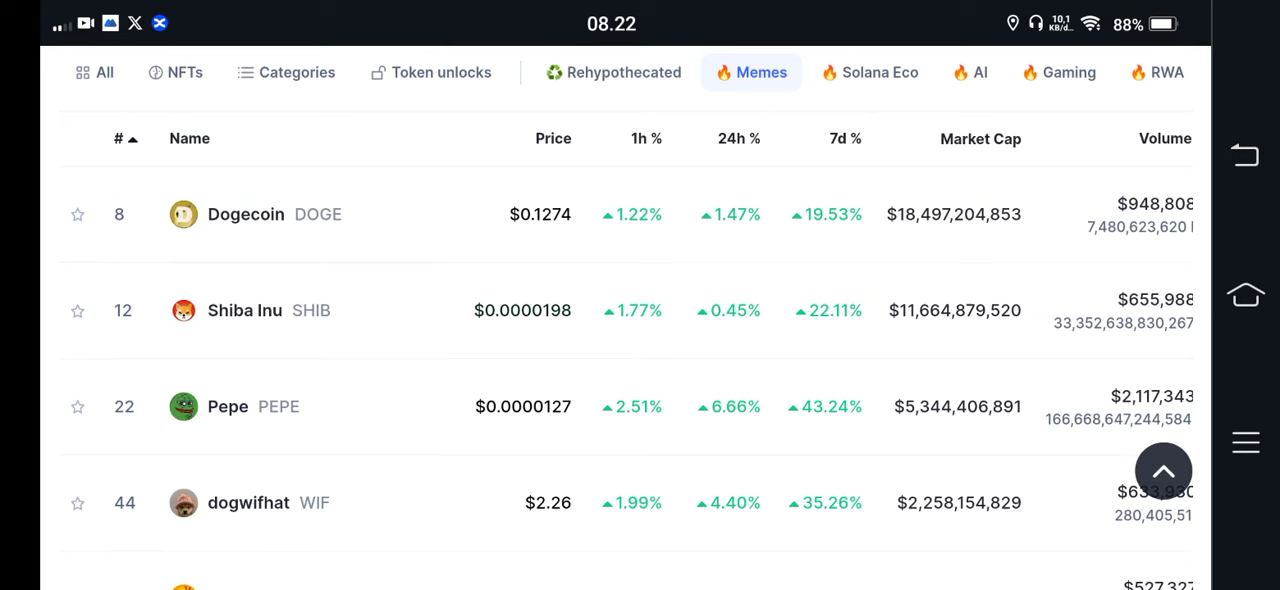 08.22
10,1
KB/d...
88%
All NFTs Categories Token unlocks Rehypothecated Memes Solana Eco AI Gaming RWA
# Name Price 1h % 24h % 7d % Market Cap Volume
8 Dogecoin DOGE $0.1274 1.22% 1.47% 19.53% $18,497,204,853 $948,808
7,480,623,620
12 Shiba Inu SHIB $0.0000198 1.77% 0.45% 22.11% $11,664,879,520 $655,988
33,352,638,830,267
22 Pepe PEPE $0.0000127 2.51% 6.66% 43.24% $5,344,406,891 $2,117,343
166,668,647,244,584
44 dogwifhat WIF $2.26 1.99% 4.40% 35.26% $2,258,154,829 $633,930
280,405,51